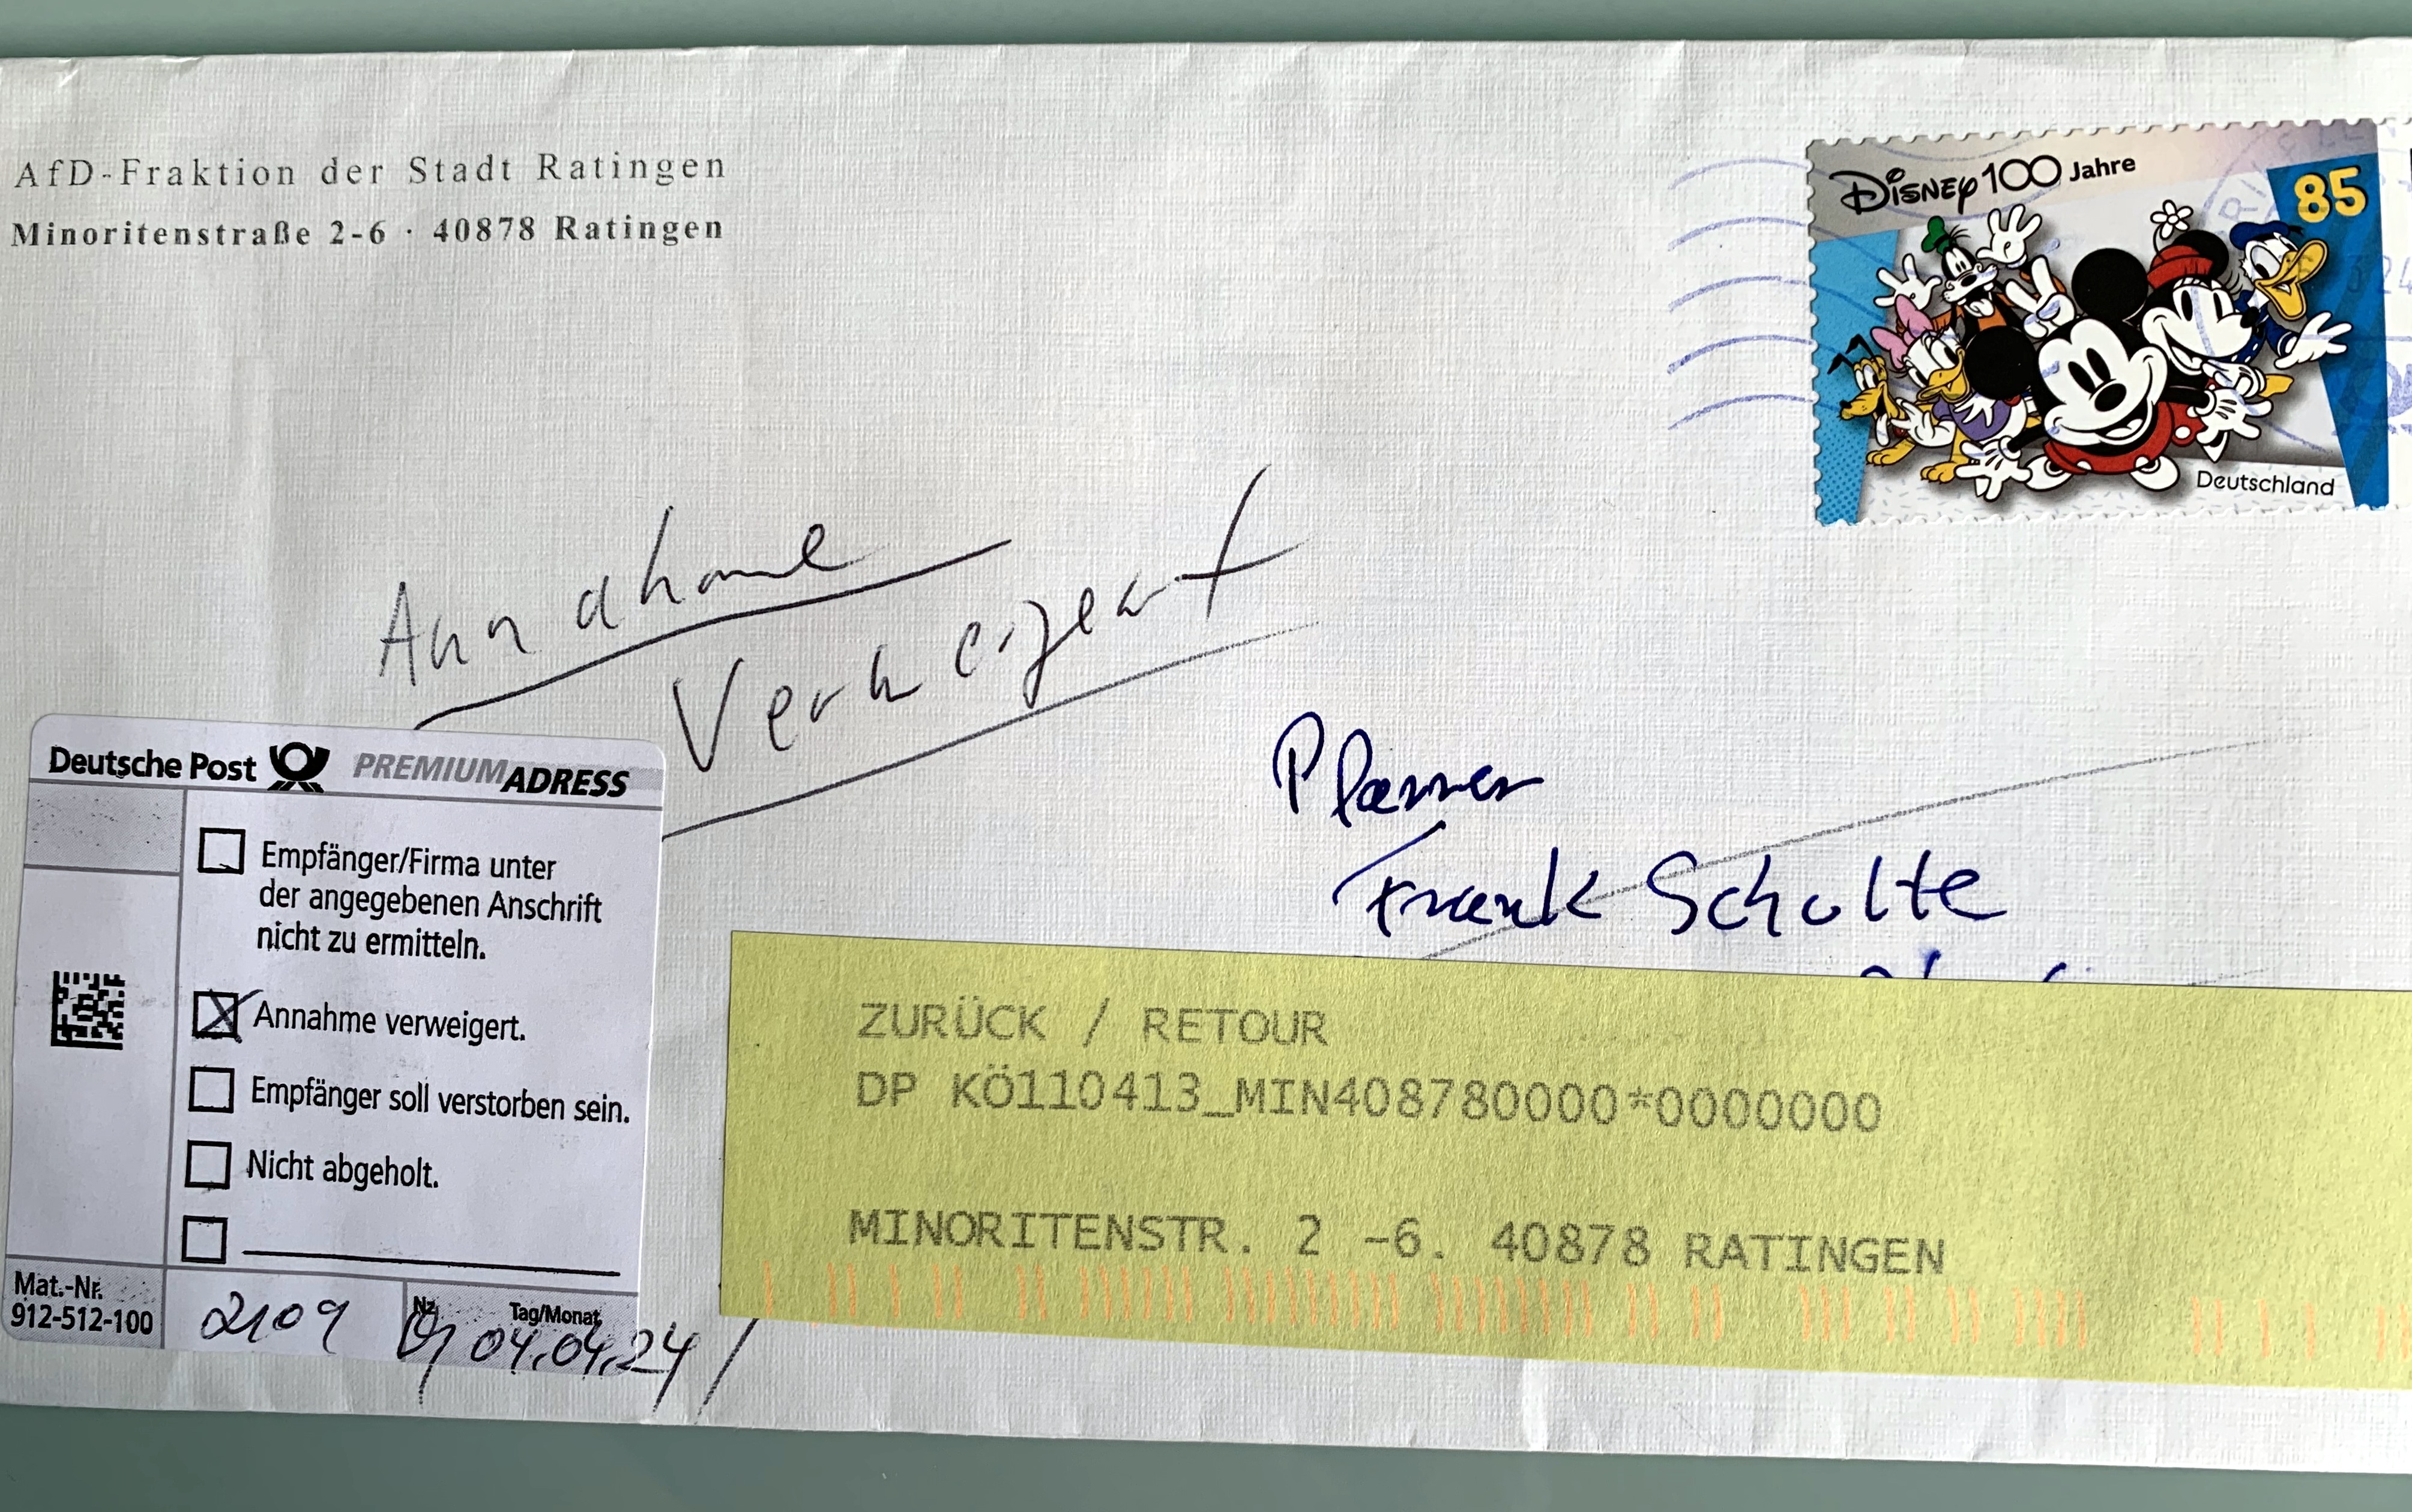 AfD-Fraktion der Stadt Ratingen
Minoritenstraße 2-6 · 40878 Ratingen
Disney 100 Jahre
85
Deutschland
Annahme
Verweigert
Pfarrer
Frank Schulte
Deutsche Post PREMIUMADRESS
Empfänger/Firma unter
der angegebenen Anschrift
nicht zu ermitteln.
Annahme verweigert.
Empfänger soll verstorben sein.
Nicht abgeholt.
Mat.-Nr.
912-512-100
2109
Nz.
Tag/Monat
04.04.24
ZURÜCK / RETOUR
DP KÖ110413_MIN408780000*0000000
MINORITENSTR. 2 -6. 40878 RATINGEN